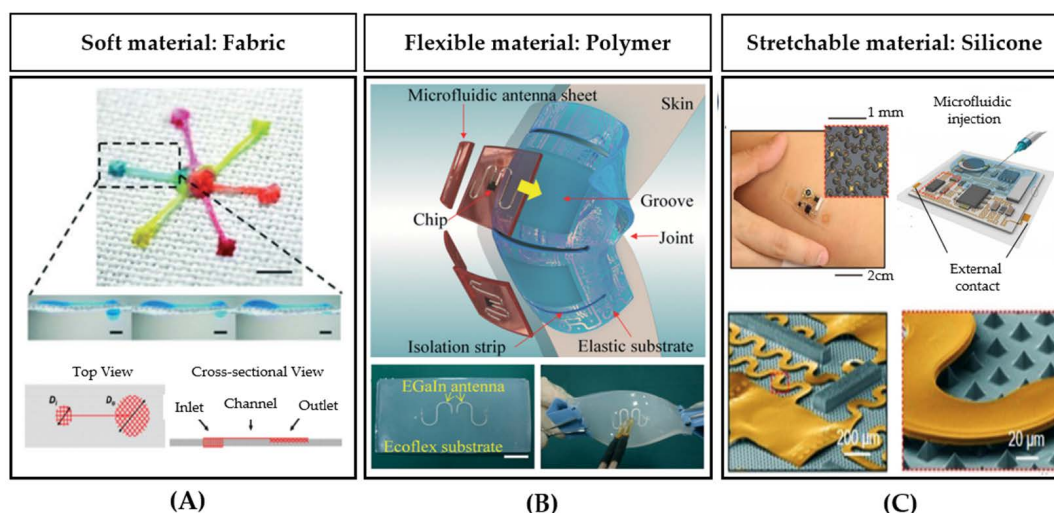 Soft material: Fabric
Top View
Cross-sectional View
Inlet
Channel
Outlet
Dᵢ
Dₒ
(A)
Flexible material: Polymer
Microfluidic antenna sheet
Skin
Chip
Groove
Joint
Isolation strip
Elastic substrate
EGaIn antenna
Ecoflex substrate
(B)
Stretchable material: Silicone
1 mm
Microfluidic
injection
2cm
External
contact
200 µm
20 µm
(C)